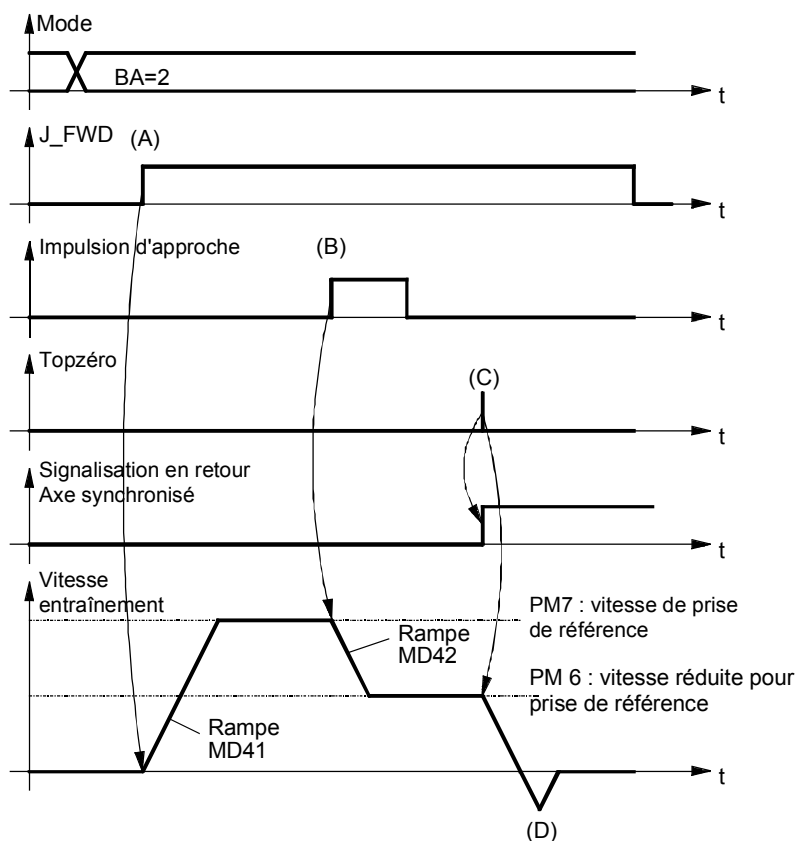 Mode
BA=2
t
J_FWD
(A)
t
Impulsion d'approche
(B)
t
Topzéro
(C)
t
Signalisation en retour
Axe synchronisé
t
Vitesse
entraînement
PM7 : vitesse de prise
de référence
Rampe
MD42
PM 6 : vitesse réduite pour
prise de référence
Rampe
MD41
t
(D)